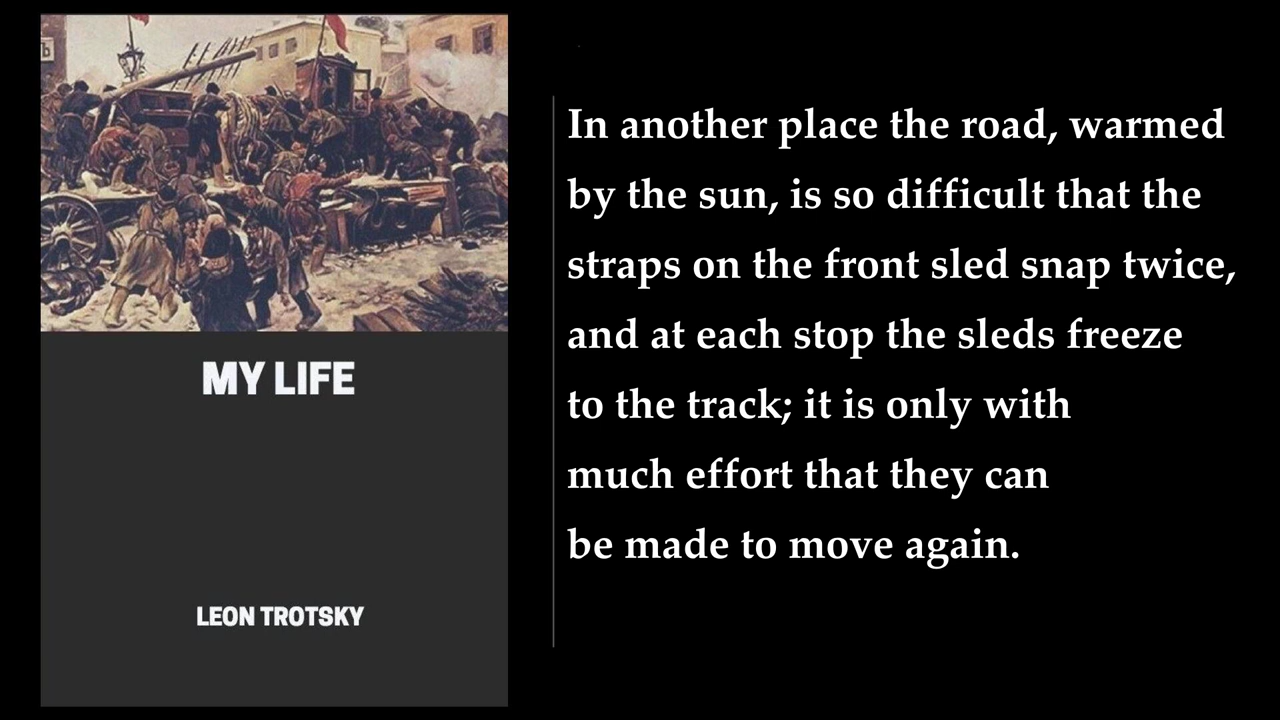 MY LIFE
LEON TROTSKY
In another place the road, warmed
by the sun, is so difficult that the
straps on the front sled snap twice,
and at each stop the sleds freeze
to the track; it is only with
much effort that they can
be made to move again.